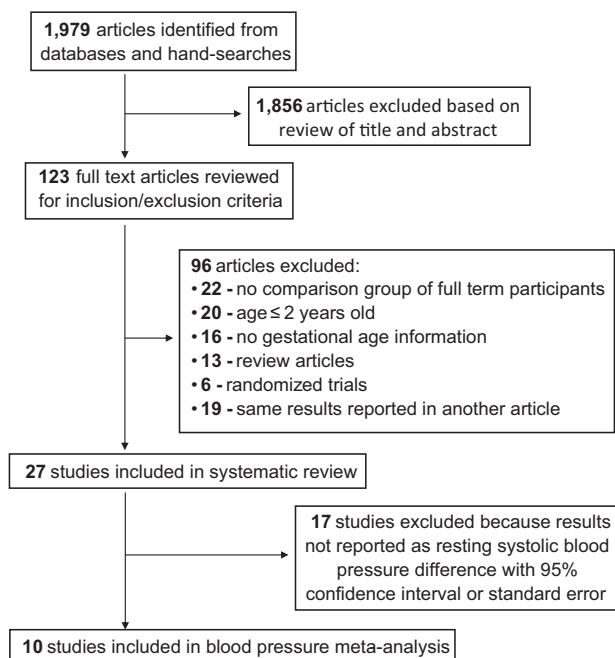 1,979 articles identified from
databases and hand-searches
1,856 articles excluded based on
review of title and abstract
123 full text articles reviewed
for inclusion/exclusion criteria
96 articles excluded:
• 22 - no comparison group of full term participants
• 20 - age ≤ 2 years old
• 16 - no gestational age information
• 13 - review articles
• 6 - randomized trials
• 19 - same results reported in another article
27 studies included in systematic review
17 studies excluded because results
not reported as resting systolic blood
pressure difference with 95%
confidence interval or standard error
10 studies included in blood pressure meta-analysis